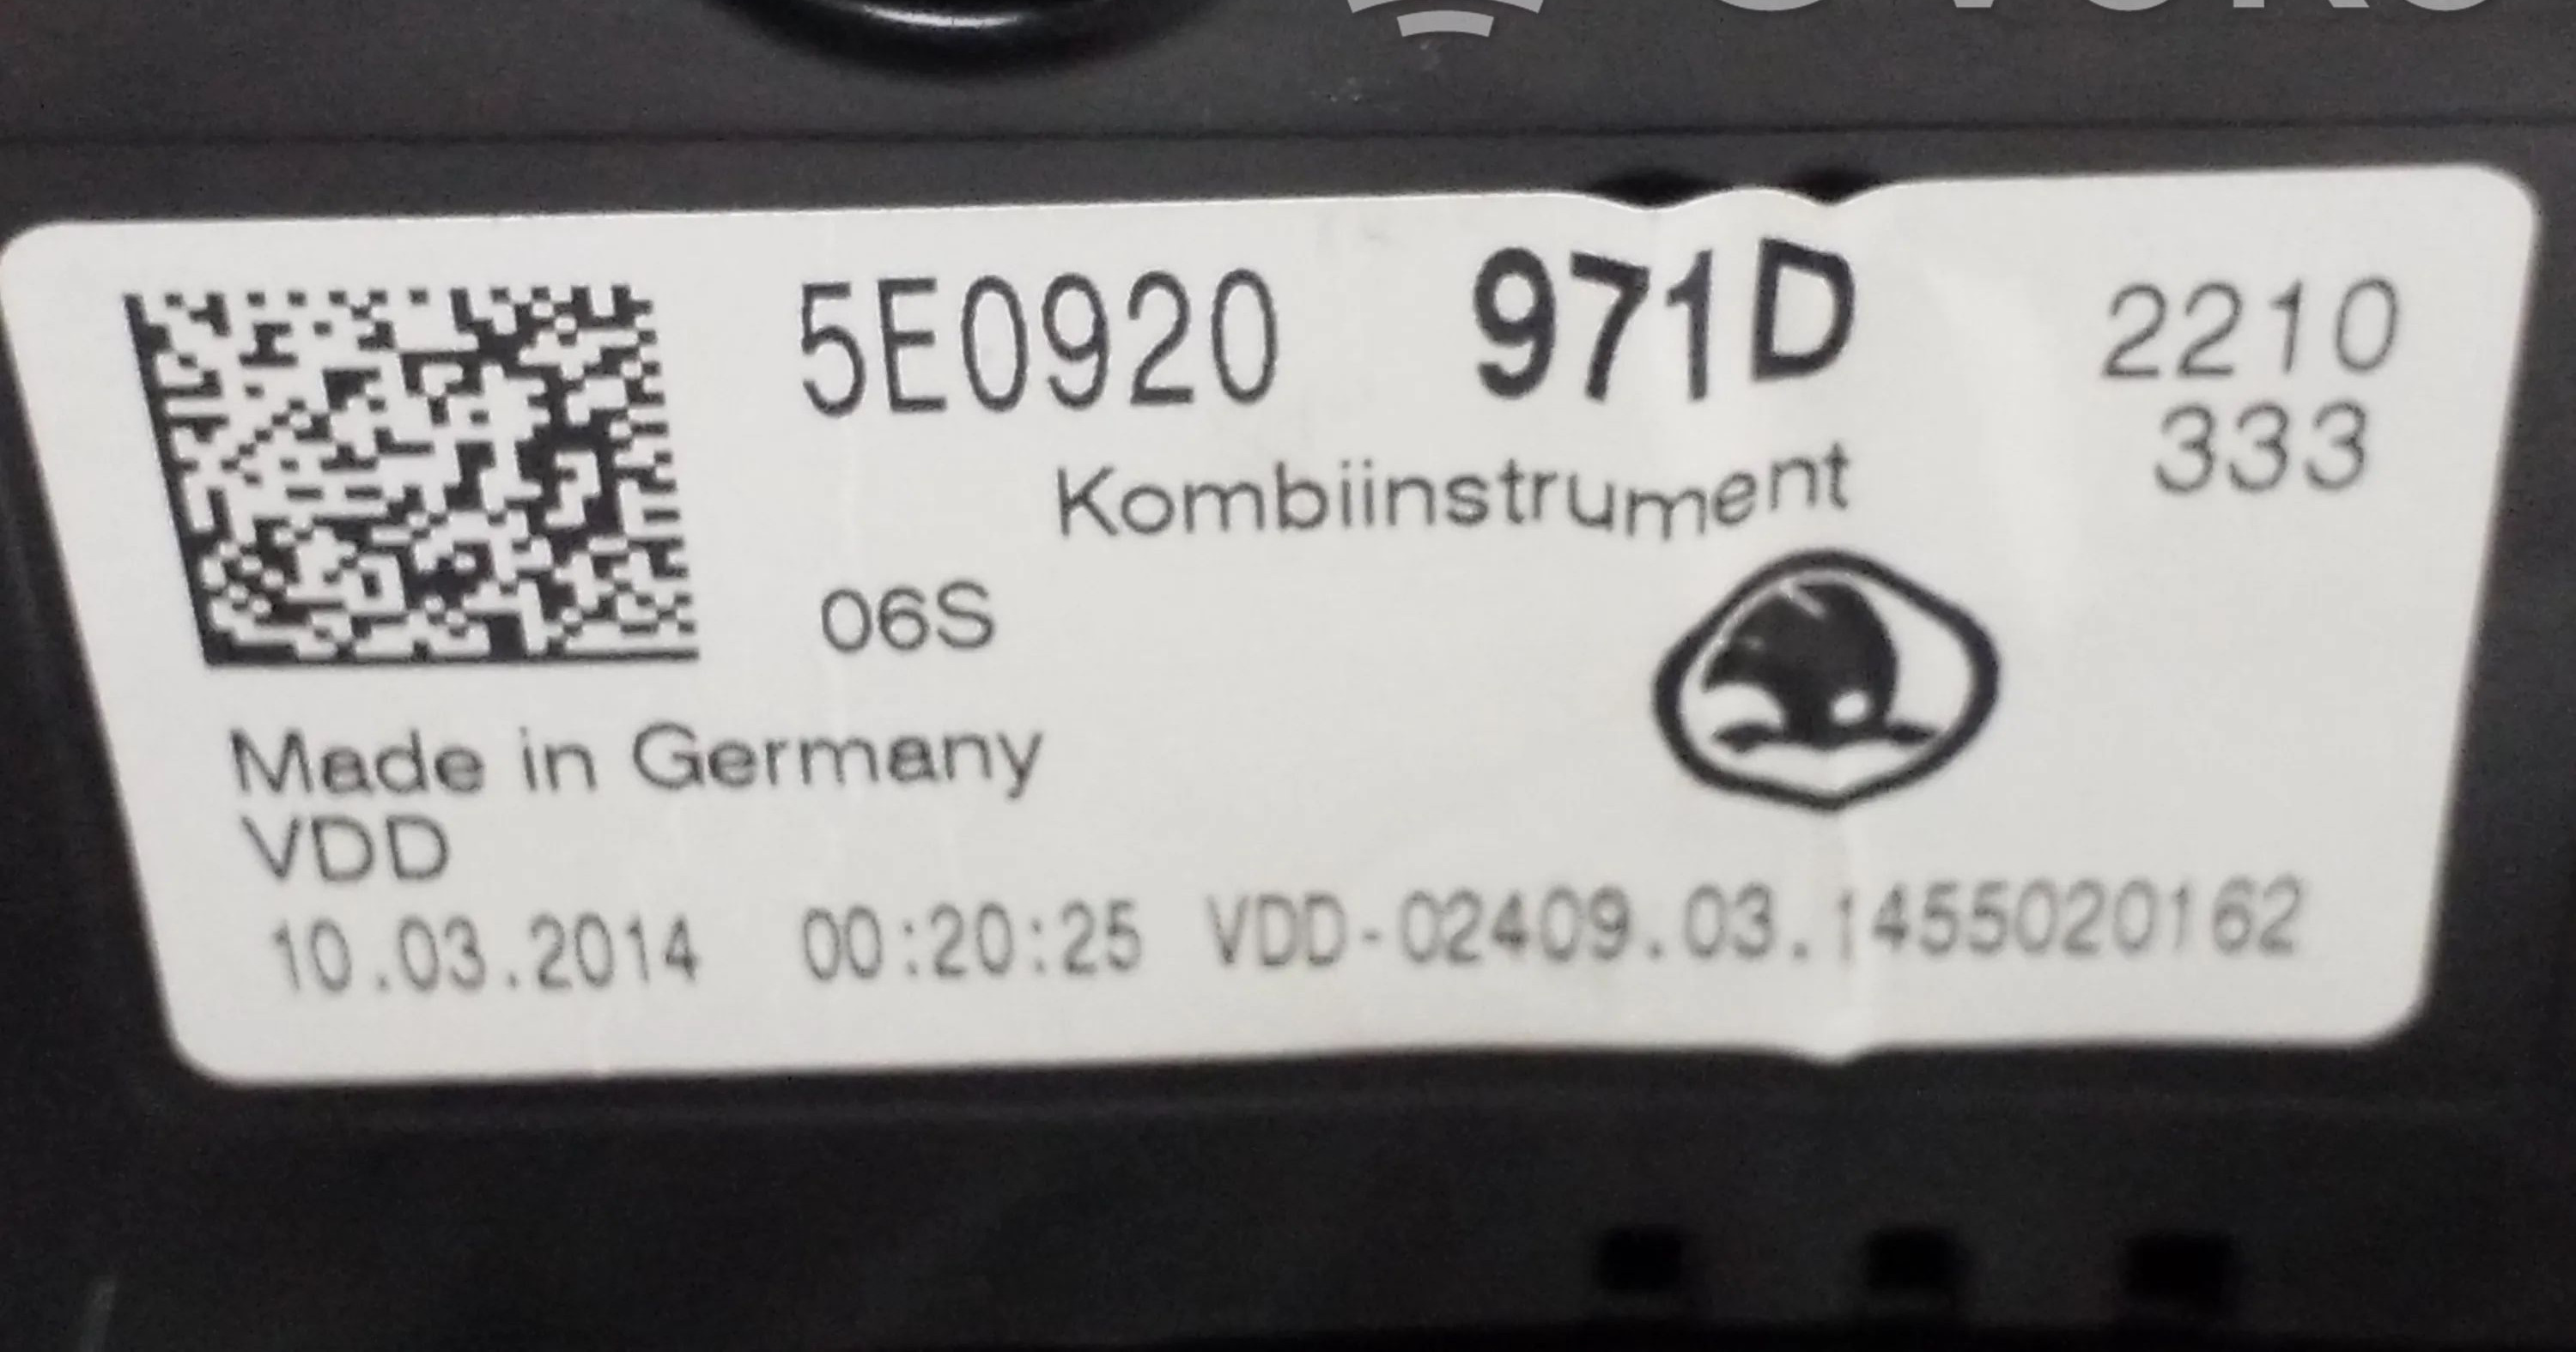 5E0920 971D 2210
333
Kombiinstrument
06S
Made in Germany
VDD
10.03.2014 00:20:25 VDD-02409.03.1455020162